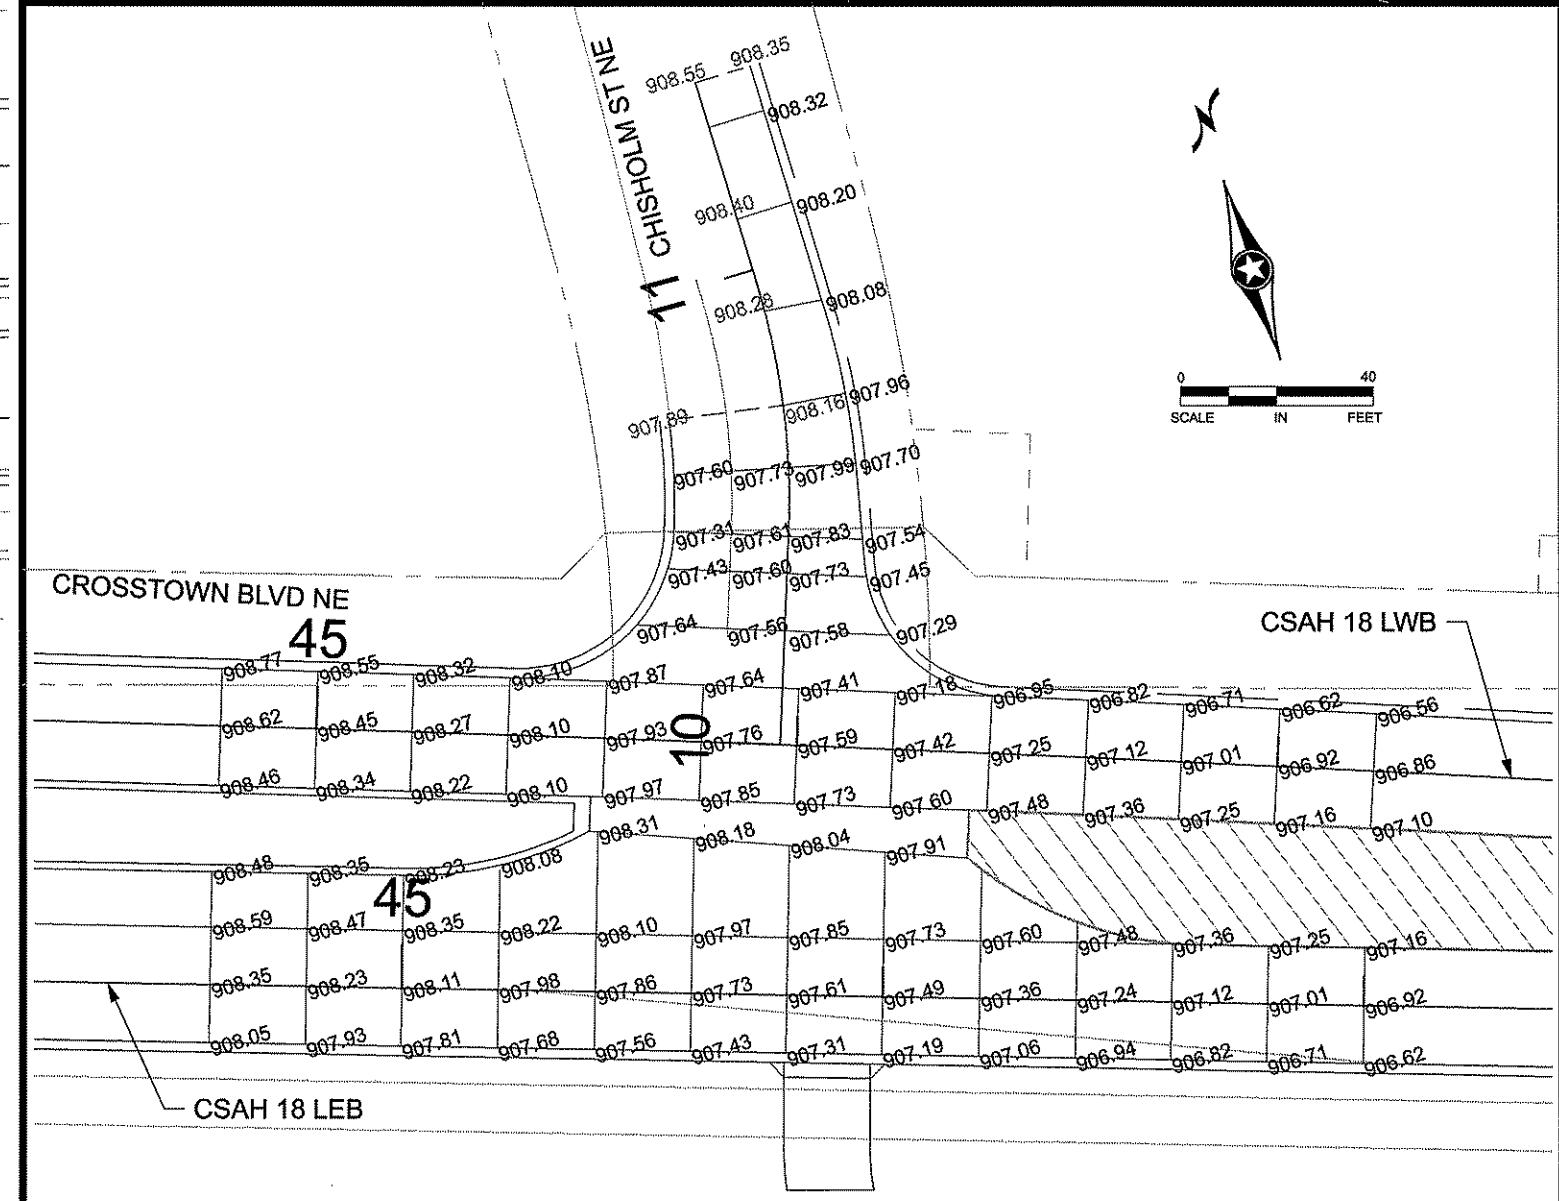 908.55 908.35
908.32
CHISHOLM ST NE
11
908.40 908.20
908.28 908.08
907.89 908.16 907.96
0 40
SCALE IN FEET
907.60 907.73 907.99 907.70
907.31 907.61 907.83 907.54
907.43 907.60 907.73 907.45
907.64 907.56 907.58 907.29
CROSSTOWN BLVD NE
45
CSAH 18 LWB
908.77 908.55 908.32 908.10 907.87 907.64 907.41 907.18 906.95 906.82 906.71 906.62 906.56
908.62 908.45 908.27 908.10 907.93 907.76 907.59 907.42 907.25 907.12 907.01 906.92 906.86
10
908.46 908.34 908.22 908.10 907.97 907.85 907.73 907.60 907.48 907.36 907.25 907.16 907.10
908.31 908.18 908.04 907.91
908.48 908.35 908.23 908.08
45
908.59 908.47 908.35 908.22 908.10 907.97 907.85 907.73 907.60 907.48 907.36 907.25 907.16
908.35 908.23 908.11 907.98 907.86 907.73 907.61 907.49 907.36 907.24 907.12 907.01 906.92
908.05 907.93 907.81 907.68 907.56 907.43 907.31 907.19 907.06 906.94 906.82 906.71 906.62
CSAH 18 LEB